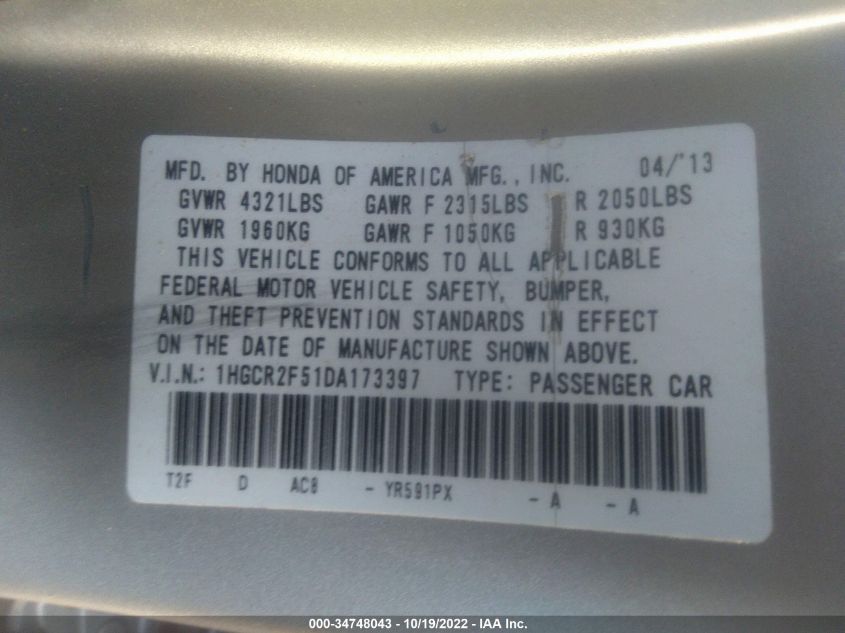 MFD. BY HONDA OF AMERICA MFG., INC. 04/'13
GVWR 4321LBS GAWR F 2315LBS R 2050LBS
GVWR 1960KG GAWR F 1050KG R 930KG
THIS VEHICLE CONFORMS TO ALL APPLICABLE
FEDERAL MOTOR VEHICLE SAFETY, BUMPER,
AND THEFT PREVENTION STANDARDS IN EFFECT
ON THE DATE OF MANUFACTURE SHOWN ABOVE.
V.I.N.: 1HGCR2F51DA173397 TYPE: PASSENGER CAR
T2F D AC8 - YR591PX - A - A
000-34748043 - 10/19/2022 - IAA Inc.